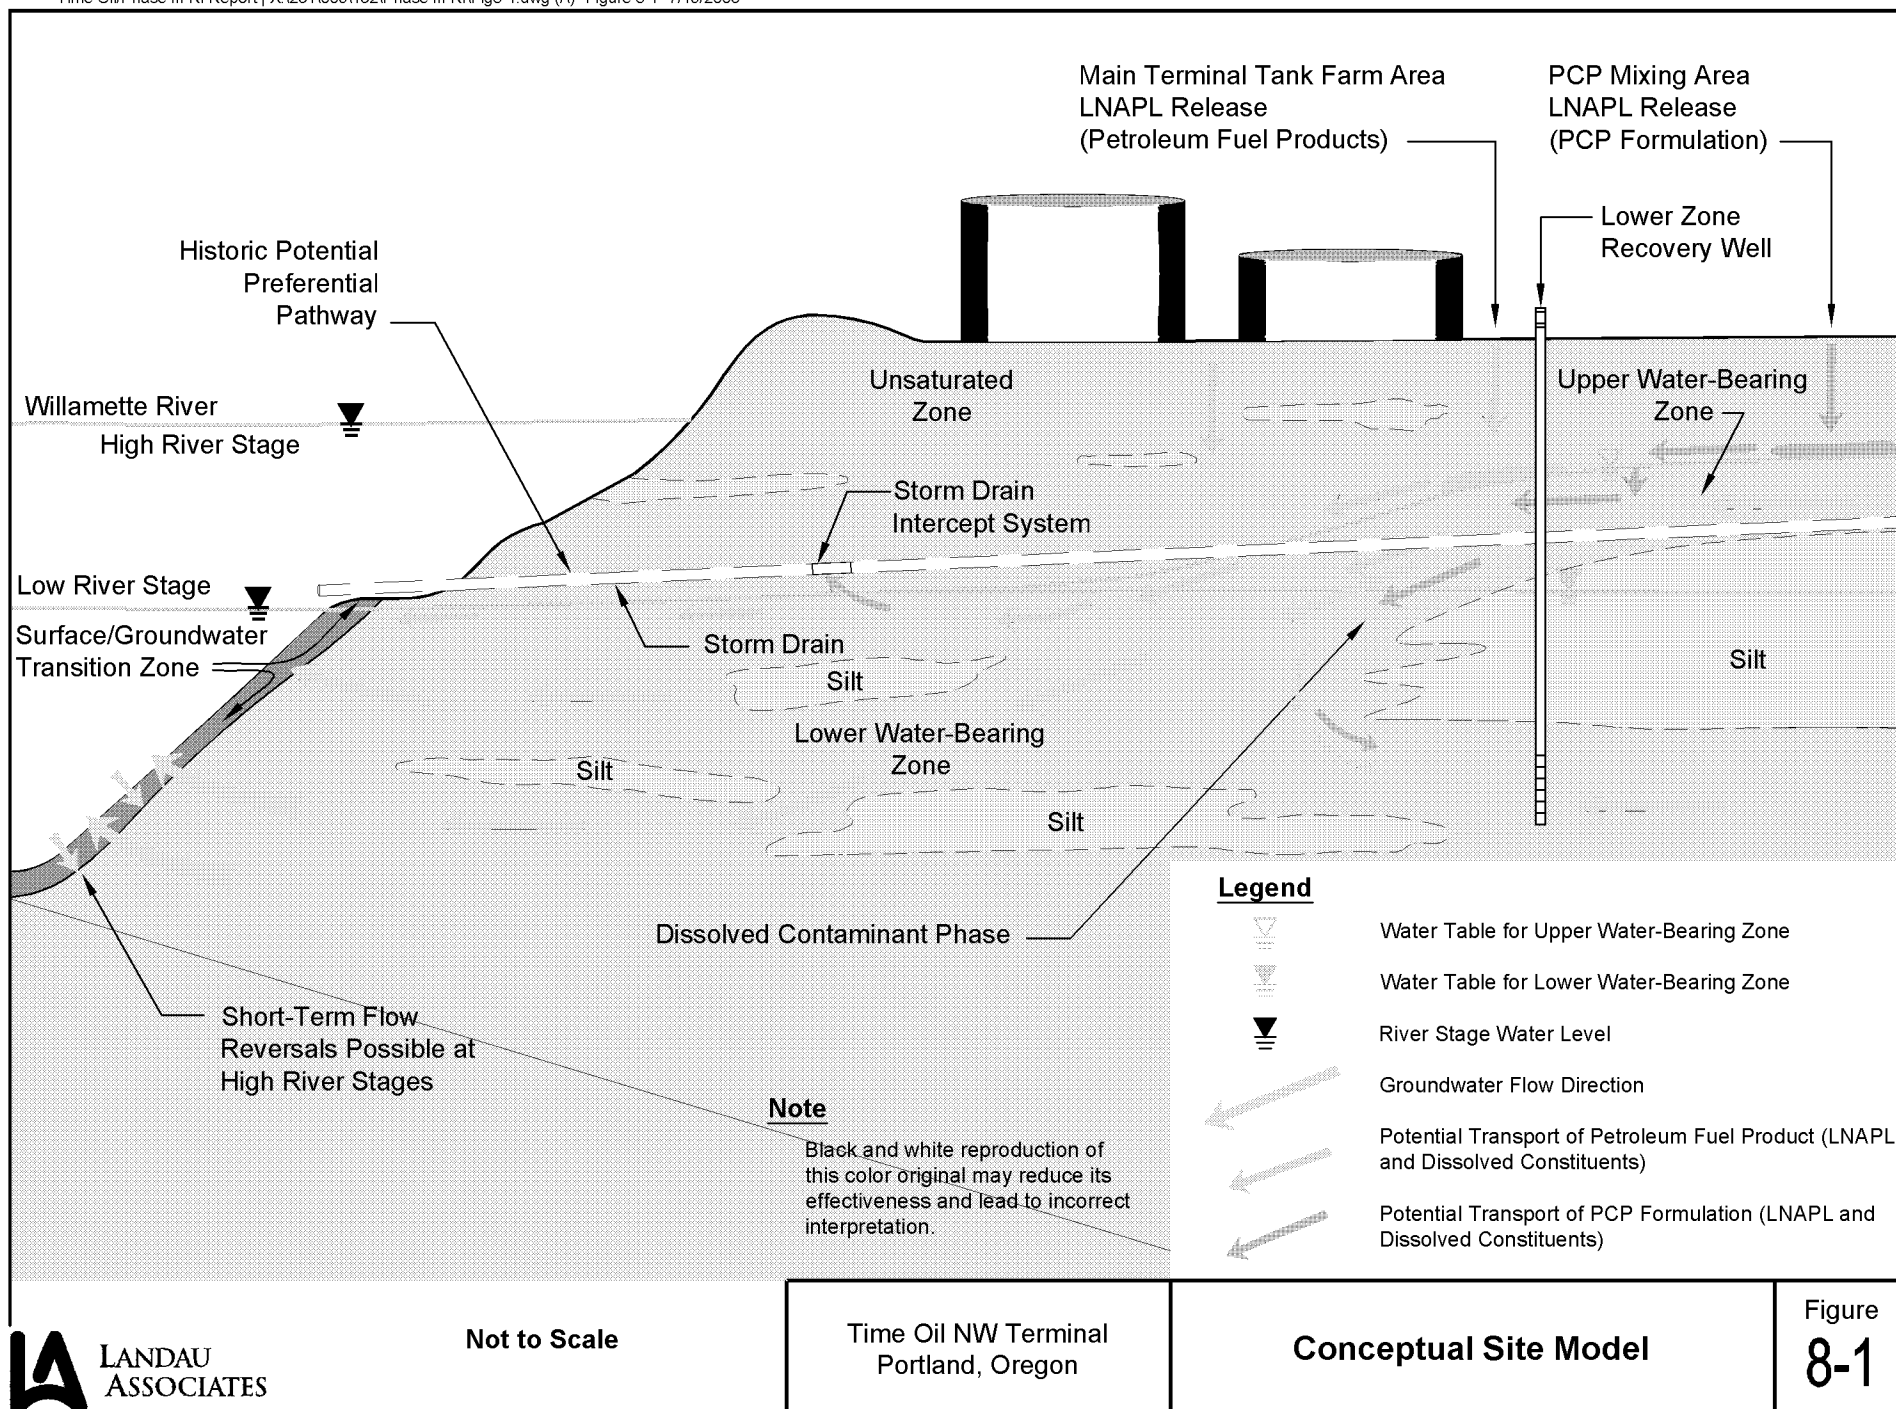 Main Terminal Tank Farm Area
LNAPL Release
(Petroleum Fuel Products)
PCP Mixing Area
LNAPL Release
(PCP Formulation)
Lower Zone
Recovery Well
Historic Potential
Preferential
Pathway
Unsaturated
Zone
Upper Water-Bearing
Zone
Willamette River
High River Stage
Storm Drain
Intercept System
Low River Stage
Surface/Groundwater
Transition Zone
Storm Drain
Silt
Silt
Lower Water-Bearing
Zone
Silt
Silt
Dissolved Contaminant Phase
Short-Term Flow
Reversals Possible at
High River Stages
Note
Black and white reproduction of
this color original may reduce its
effectiveness and lead to incorrect
interpretation.
Legend
Water Table for Upper Water-Bearing Zone
Water Table for Lower Water-Bearing Zone
River Stage Water Level
Groundwater Flow Direction
Potential Transport of Petroleum Fuel Product (LNAPL
and Dissolved Constituents)
Potential Transport of PCP Formulation (LNAPL and
Dissolved Constituents)
LANDAU
ASSOCIATES
Not to Scale
Time Oil NW Terminal
Portland, Oregon
Conceptual Site Model
Figure
8-1